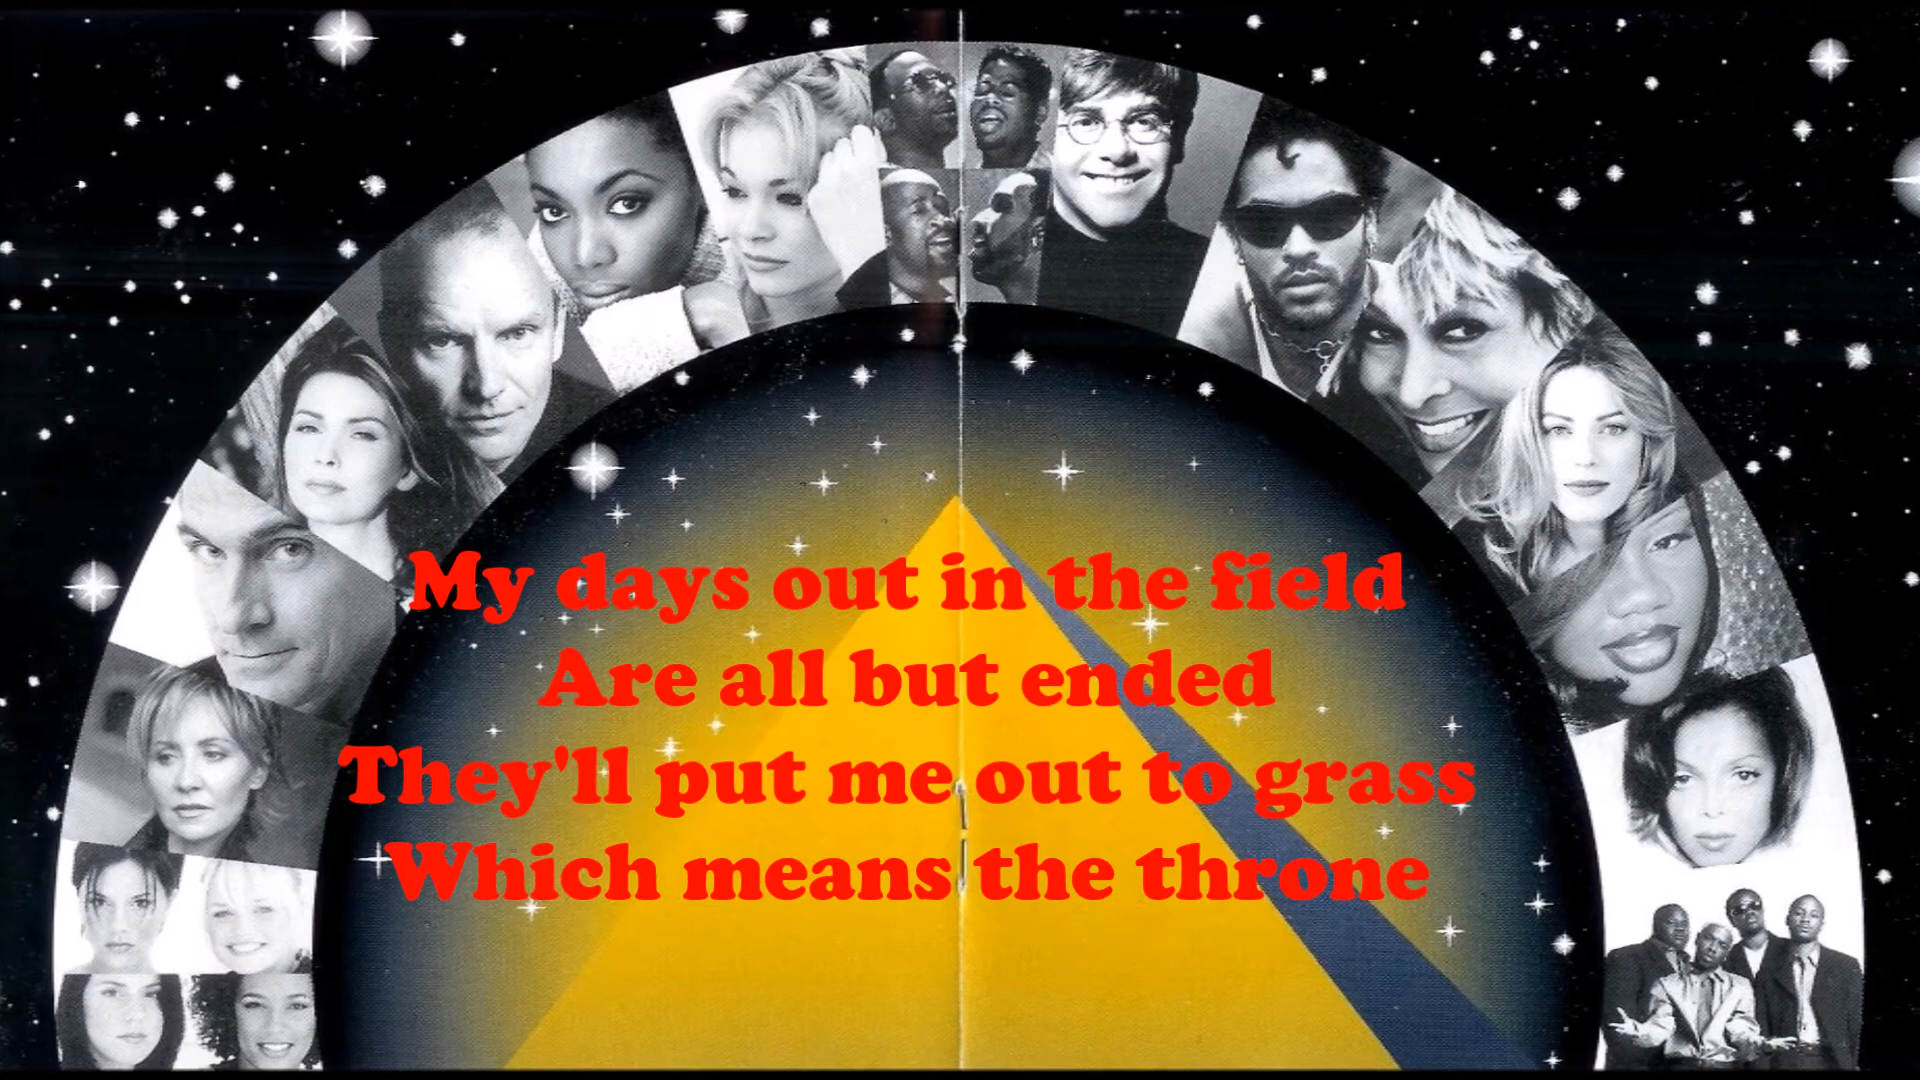 My days out in the field
Are all but ended
They'll put me out to grass
Which means the throne